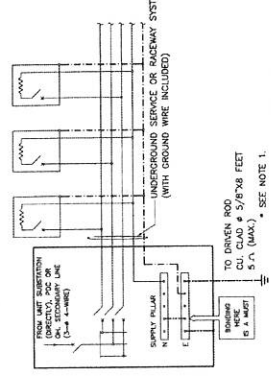 FROM UNIT SUBSTATION
(DIRECTLY), PDC OR
OH. SECONDARY LINE
(3-ø 4-WIRE)
SUPPLY PILLAR
N
E
BONDING
HERE
IS A MUST
UNDERGROUND SERVICE OR RACEWAY SYST
(WITH GROUND WIRE INCLUDED)
TO DRIVEN ROD
CU. CLAD ø 5/8"X8 FEET
5 Ω (MAX.)
* SEE NOTE 1.